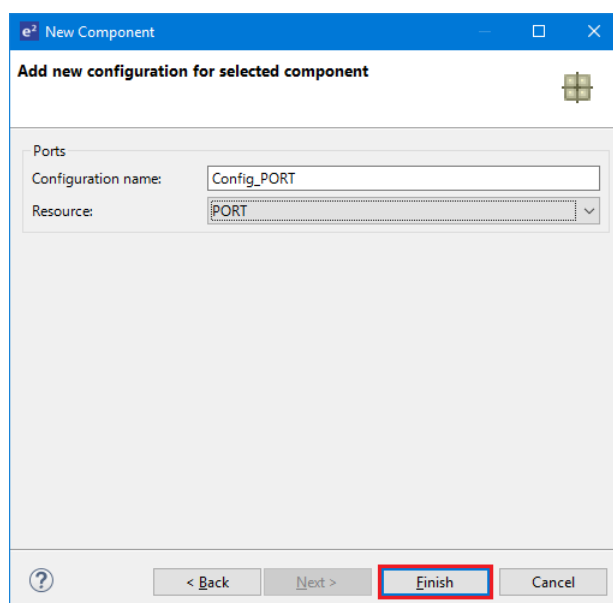 e² New Component
Add new configuration for selected component
Ports
Configuration name: Config_PORT
Resource: PORT
? < Back Next > Finish Cancel